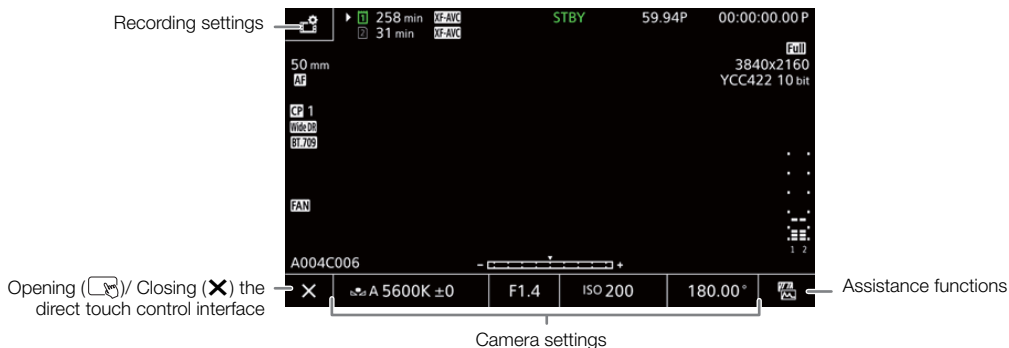 Recording settings
1 258 min XF-AVC STBY 59.94P 00:00:00.00 P
2 31 min XF-AVC
Full
50 mm 3840x2160
AF YCC422 10 bit
CP 1
Wide DR
BT.709
FAN
1 2
A004C006 - +
Opening ( )/ Closing (✕) the
direct touch control interface
✕ A 5600K ±0 F1.4 ISO 200 180.00°
Assistance functions
Camera settings